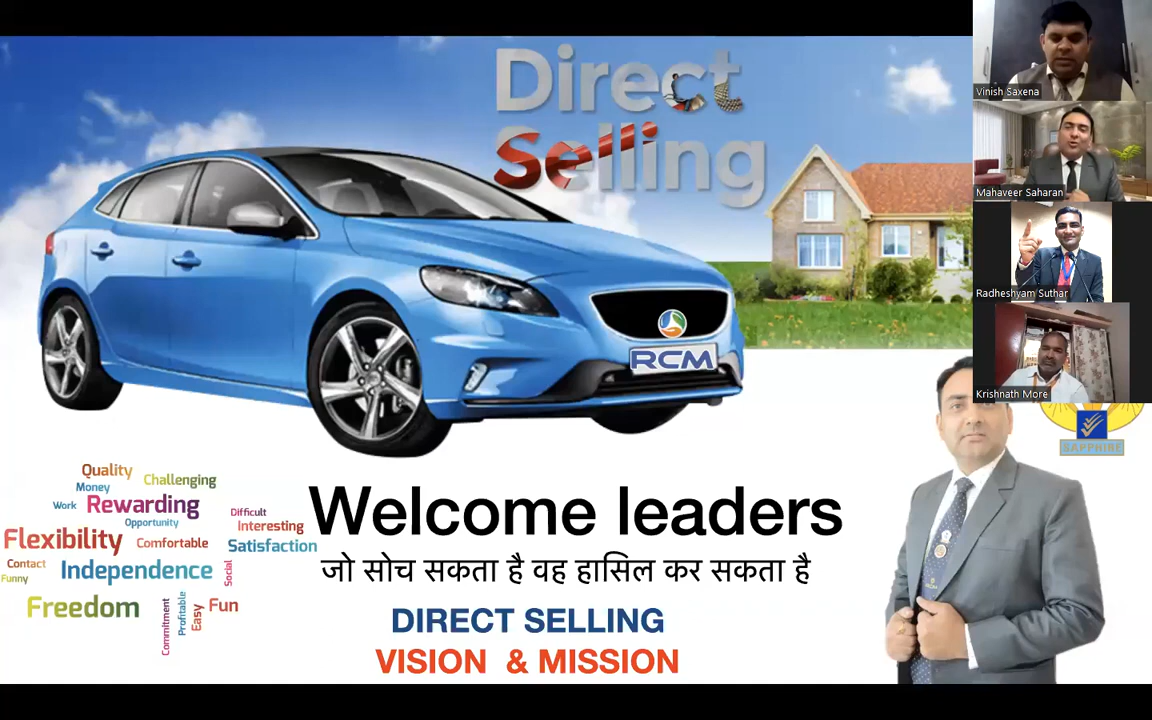 Direct
Selling
Vinish Saxena
Mahaveer Saharan
Radheshyam Suthar
Krishnath More
RCM
SAPPHIRE
Quality
Challenging
Money
Work
Rewarding
Difficult
Opportunity
Interesting
Flexibility
Comfortable
Satisfaction
Contact
Independence
Social
Funny
Freedom
Commitment
Profitable
Easy
Fun
Welcome leaders
जो सोच सकता है वह हासिल कर सकता है
DIRECT SELLING
VISION & MISSION